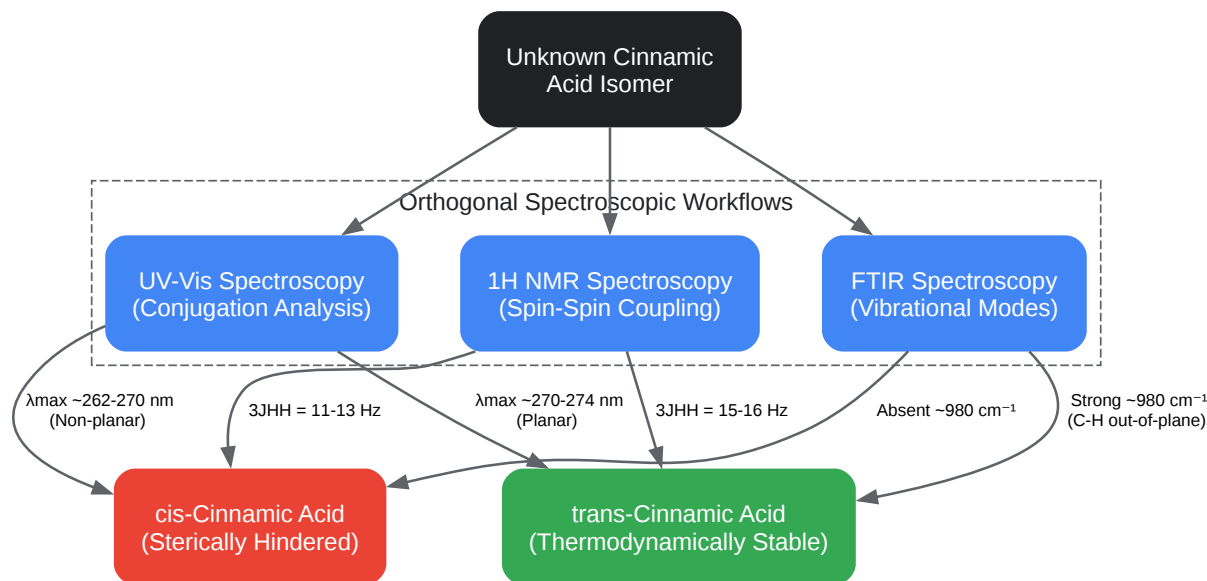 Unknown Cinnamic
Acid Isomer
Orthogonal Spectroscopic Workflows
UV-Vis Spectroscopy
(Conjugation Analysis)
1H NMR Spectroscopy
(Spin-Spin Coupling)
FTIR Spectroscopy
(Vibrational Modes)
λmax ~262-270 nm
(Non-planar)
3JHH = 11-13 Hz
λmax ~270-274 nm
(Planar)
3JHH = 15-16 Hz
Absent ~980 cm⁻¹
Strong ~980 cm⁻¹
(C-H out-of-plane)
cis-Cinnamic Acid
(Sterically Hindered)
trans-Cinnamic Acid
(Thermodynamically Stable)